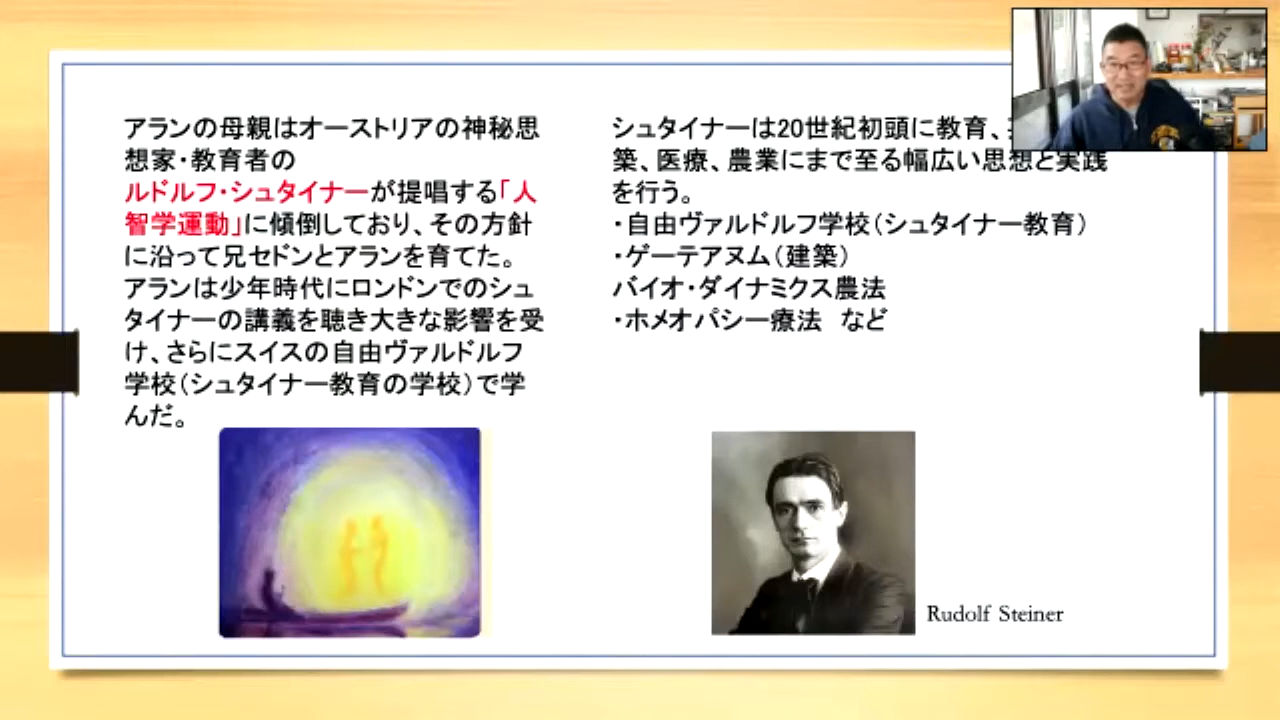 アランの母親はオーストリアの神秘思
想家・教育者の
ルドルフ・シュタイナーが提唱する「人
智学運動」に傾倒しており、その方針
に沿って兄セドンとアランを育てた。
アランは少年時代にロンドンでのシュ
タイナーの講義を聴き大きな影響を受
け、さらにスイスの自由ヴァルドルフ
学校（シュタイナー教育の学校）で学
んだ。
シュタイナーは20世紀初頭に教育、
築、医療、農業にまで至る幅広い思想と実践
を行う。
・自由ヴァルドルフ学校（シュタイナー教育）
・ゲーテアヌム（建築）
バイオ・ダイナミクス農法
・ホメオパシー療法　など
Rudolf Steiner